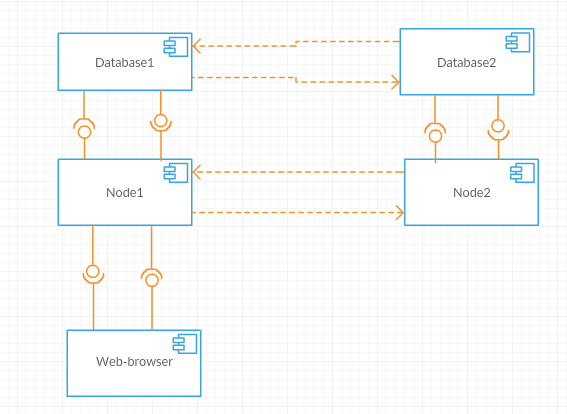 Database1
Database2
Node1
Node2
Web-browser